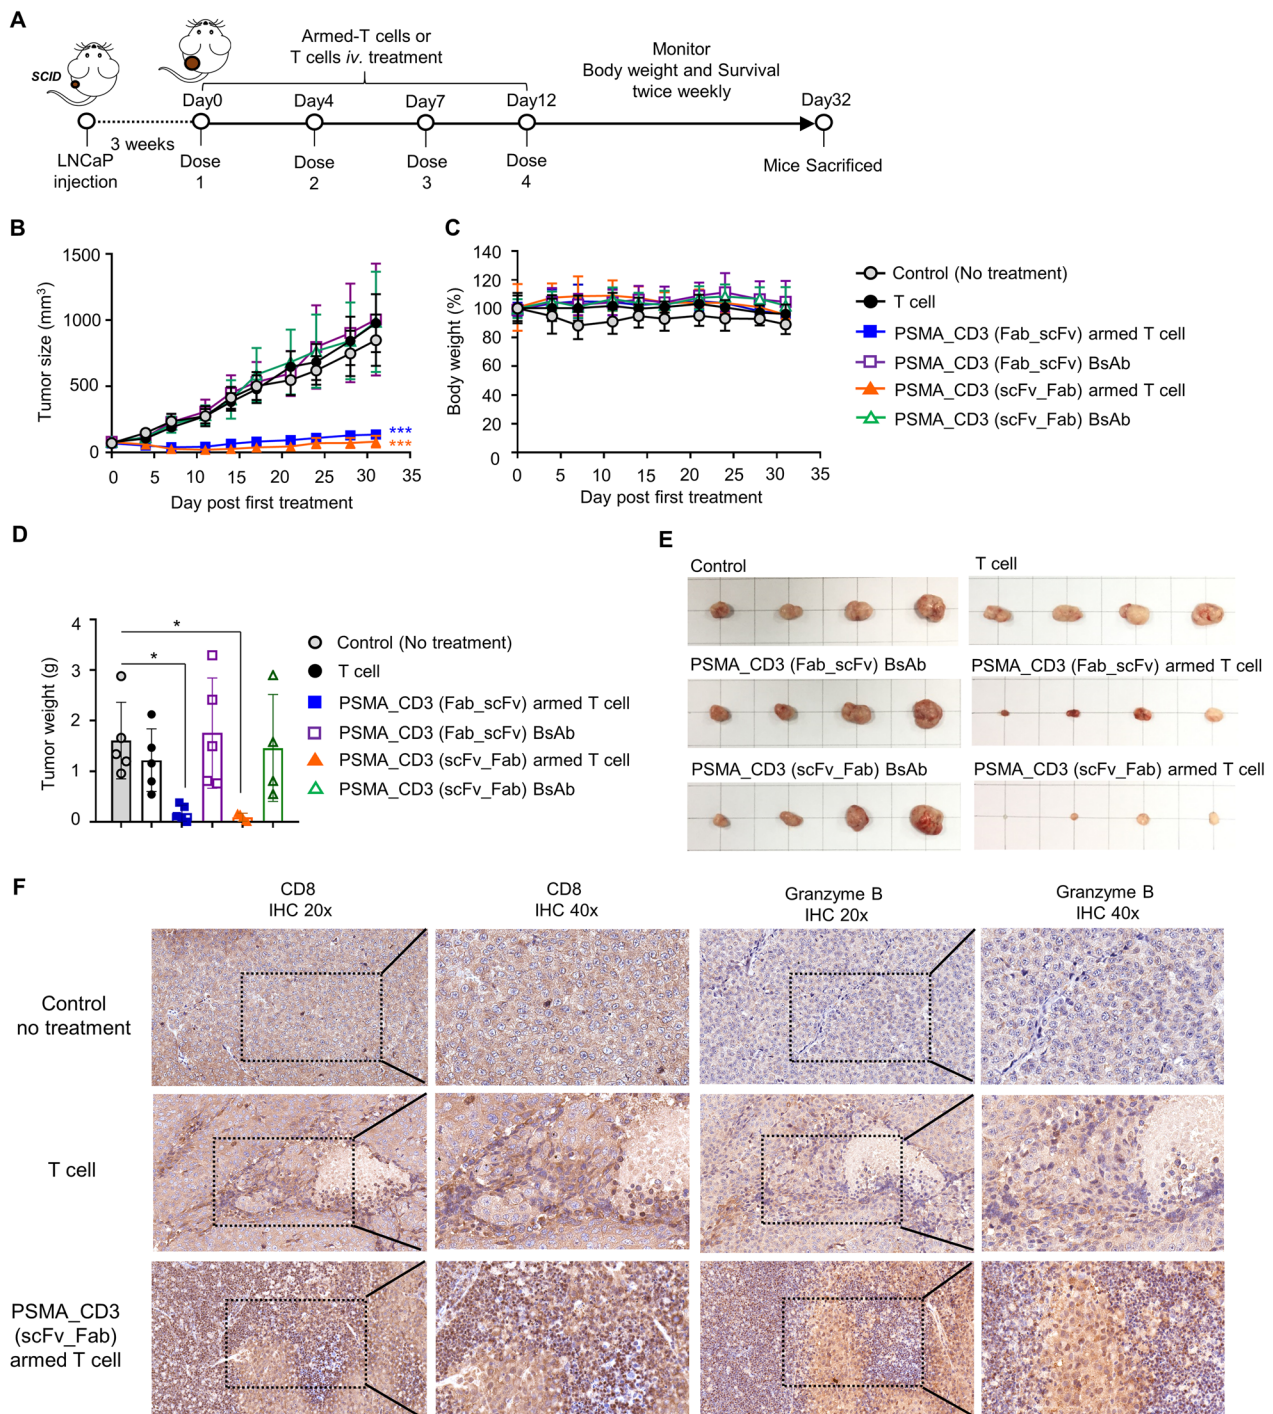 A
SCID
Armed-T cells or
T cells iv. treatment
Monitor
Body weight and Survival
twice weekly
Day0
Day4
Day7
Day12
Day32
3 weeks
LNCaP
injection
Dose
1
Dose
2
Dose
3
Dose
4
Mice Sacrificed
B
Tumor size (mm3)
1500
1000
500
0
0 5 10 15 20 25 30 35
Day post first treatment
***
***
C
Body weight (%)
140
120
100
80
60
40
20
0
0 5 10 15 20 25 30 35
Day post first treatment
Control (No treatment)
T cell
PSMA_CD3 (Fab_scFv) armed T cell
PSMA_CD3 (Fab_scFv) BsAb
PSMA_CD3 (scFv_Fab) armed T cell
PSMA_CD3 (scFv_Fab) BsAb
D
Tumor weight (g)
4
3
2
1
0
*
*
Control (No treatment)
T cell
PSMA_CD3 (Fab_scFv) armed T cell
PSMA_CD3 (Fab_scFv) BsAb
PSMA_CD3 (scFv_Fab) armed T cell
PSMA_CD3 (scFv_Fab) BsAb
E
Control
T cell
PSMA_CD3 (Fab_scFv) BsAb
PSMA_CD3 (Fab_scFv) armed T cell
PSMA_CD3 (scFv_Fab) BsAb
PSMA_CD3 (scFv_Fab) armed T cell
F
CD8
IHC 20x
CD8
IHC 40x
Granzyme B
IHC 20x
Granzyme B
IHC 40x
Control
no treatment
T cell
PSMA_CD3
(scFv_Fab)
armed T cell